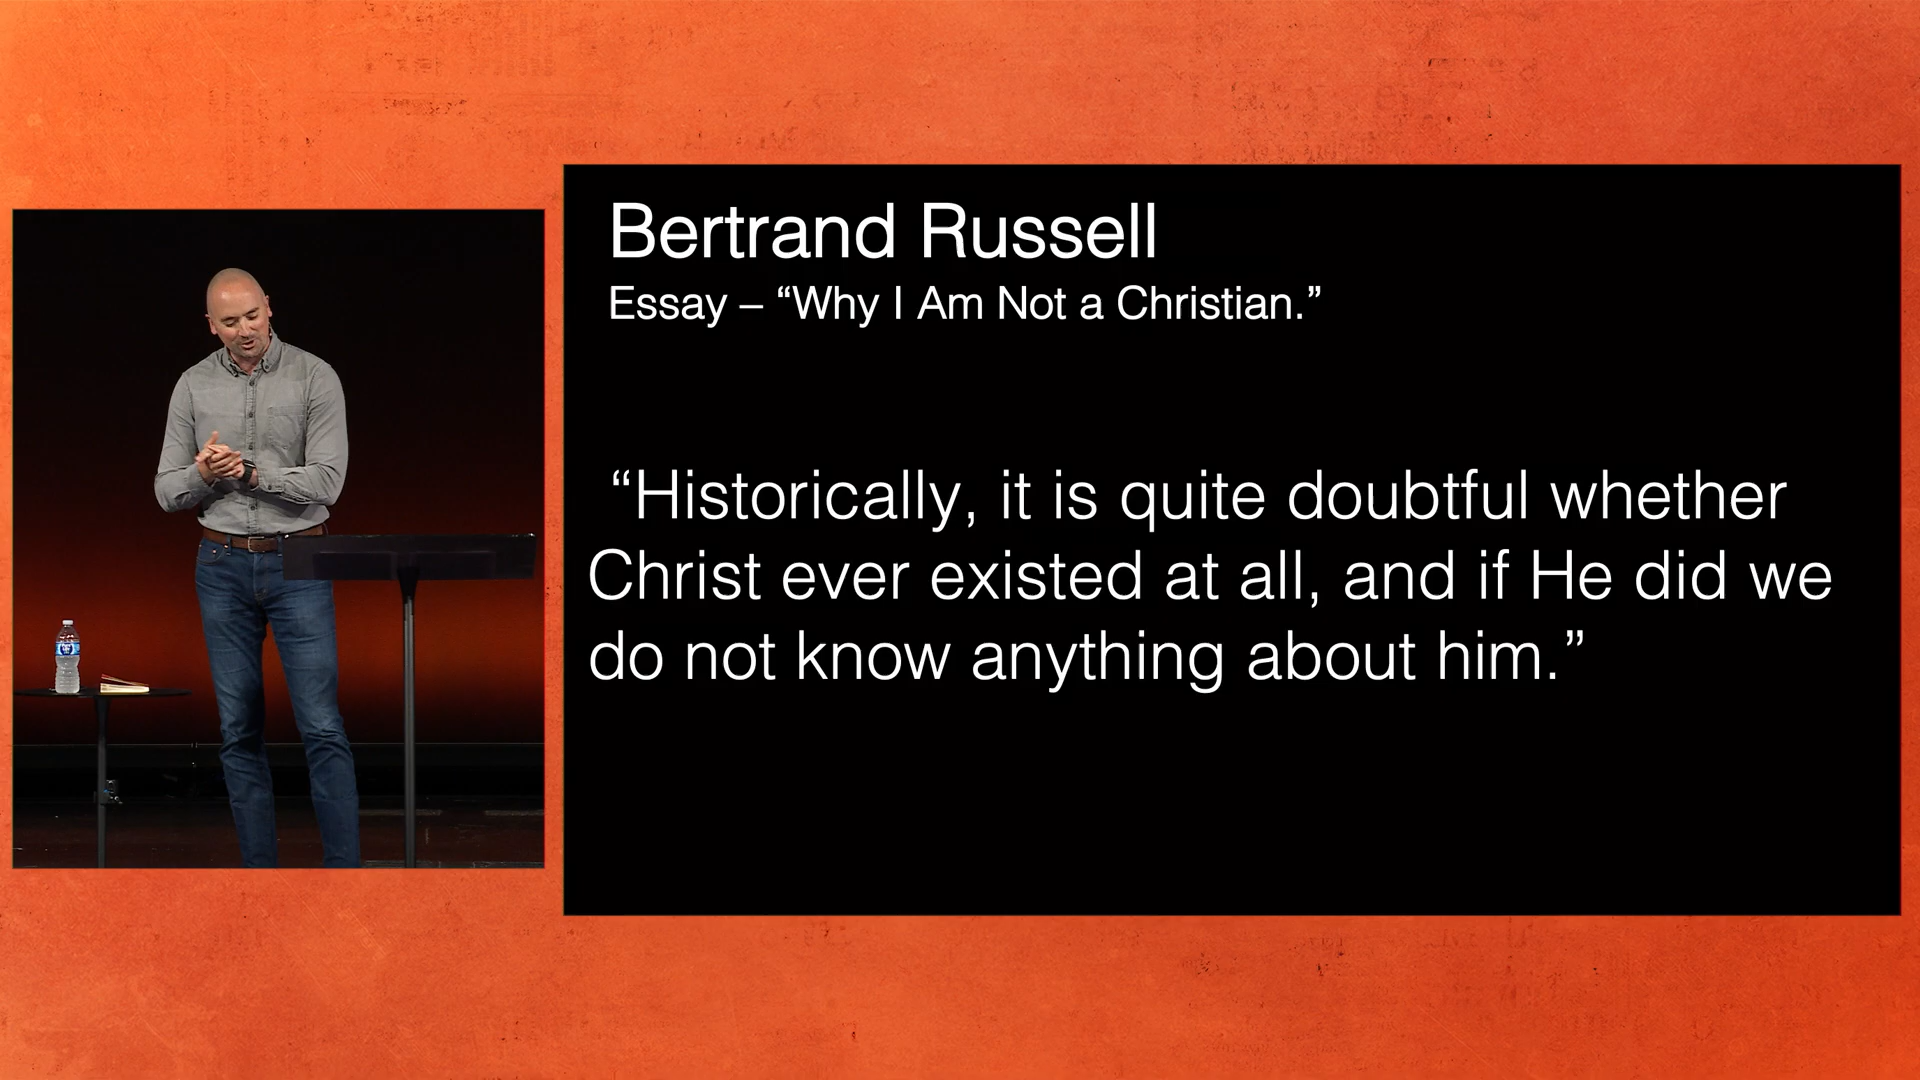 Bertrand Russell
Essay – “Why I Am Not a Christian.”
“Historically, it is quite doubtful whether
Christ ever existed at all, and if He did we
do not know anything about him.”